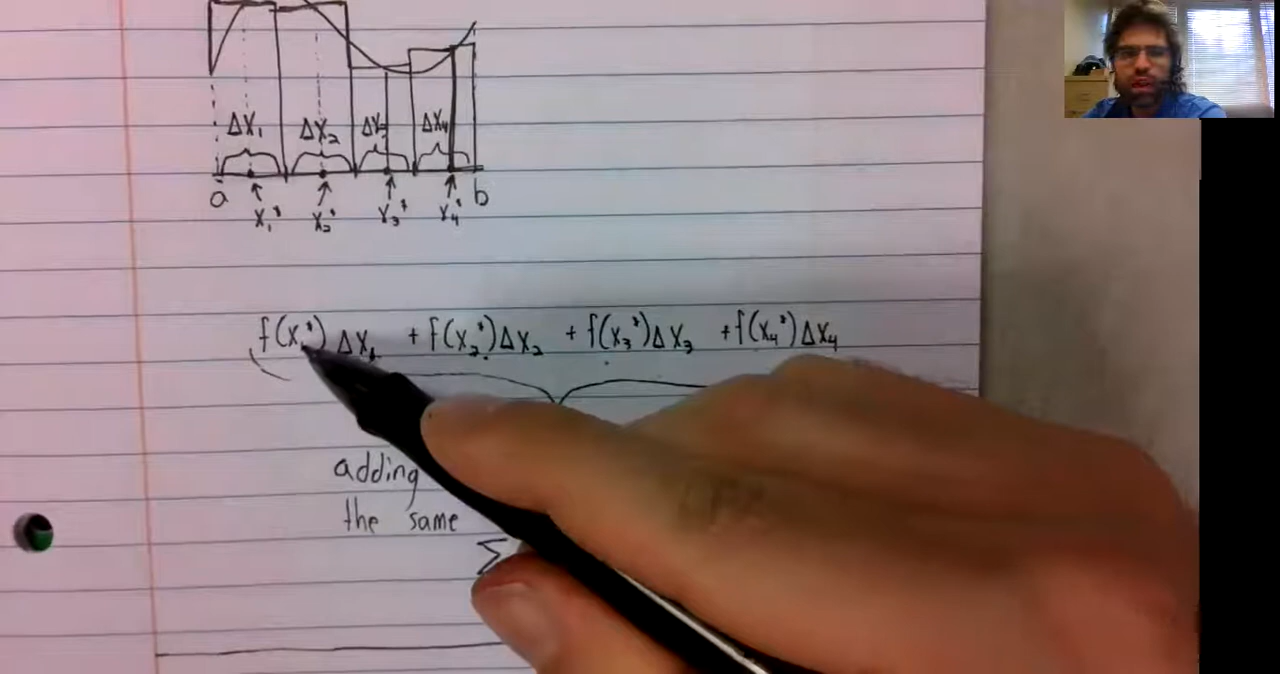 ΔX₁ ΔX₂ ΔX₃ ΔX₄
a b
X₁* X₂* X₃* X₄*
f(X₁*)ΔX₁ + f(X₂*)ΔX₂ + f(X₃*)ΔX₃ + f(X₄*)ΔX₄
adding
the same
Σ